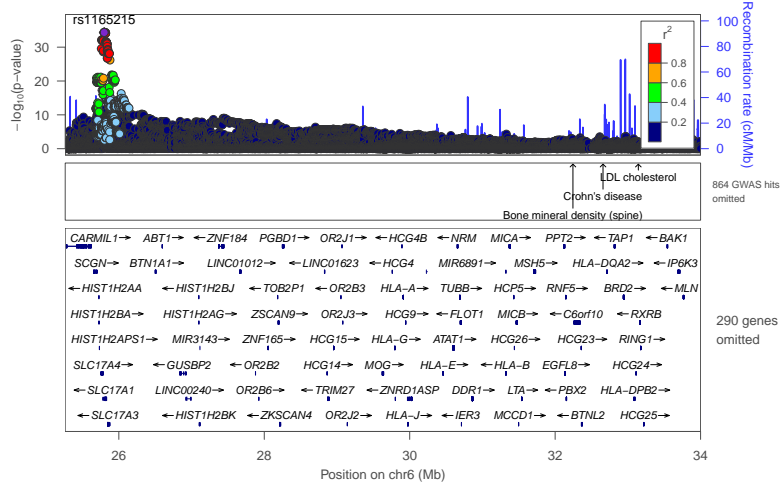 rs1165215
−log10(p−value)
0
10
20
30
Recombination rate (cM/Mb)
0
20
40
60
80
100
r2
0.8
0.6
0.4
0.2
LDL cholesterol
Crohn's disease
Bone mineral density (spine)
864 GWAS hits
omitted
CARMIL1→ ABT1→ ←ZNF184 PGBD1→ OR2J1→ ←HCG4B ←NRM MICA→ PPT2→ ←TAP1 ←BAK1
SCGN→ BTN1A1→ LINC01012→ LINC01623→ ←HCG4 MIR6891→ ←MSH5→ HLA−DQA2→ ←IP6K3
←HIST1H2AA ←HIST1H2BJ ←TOB2P1 ←OR2B3 HLA−A→ TUBB→ HCP5→ RNF5→ BRD2→ ←MLN
HIST1H2BA→ ←HIST1H2AG ZSCAN9→ OR2J3→ HCG9→ ←FLOT1 MICB→ ←C6orf10 ←RXRB
HIST1H2APS1→ MIR3143→ ZNF165→ HCG15→ HLA−G→ ATAT1→ HCG26→ HCG23→ RING1→
SLC17A4→ ←GUSBP2 ←OR2B2 HCG14→ MOG→ ←HLA−E→ ←HLA−B EGFL8→ HCG24→
←SLC17A1 LINC00240→ OR2B6→ ←TRIM27 ZNRD1ASP DDR1→ LTA→ ←PBX2 HLA−DPB2→
←SLC17A3 ←HIST1H2BK ←ZKSCAN4 OR2J2→ HLA−J→ ←IER3 MCCD1→ ←BTNL2 HCG25→
290 genes
omitted
26
28
30
32
34
Position on chr6 (Mb)